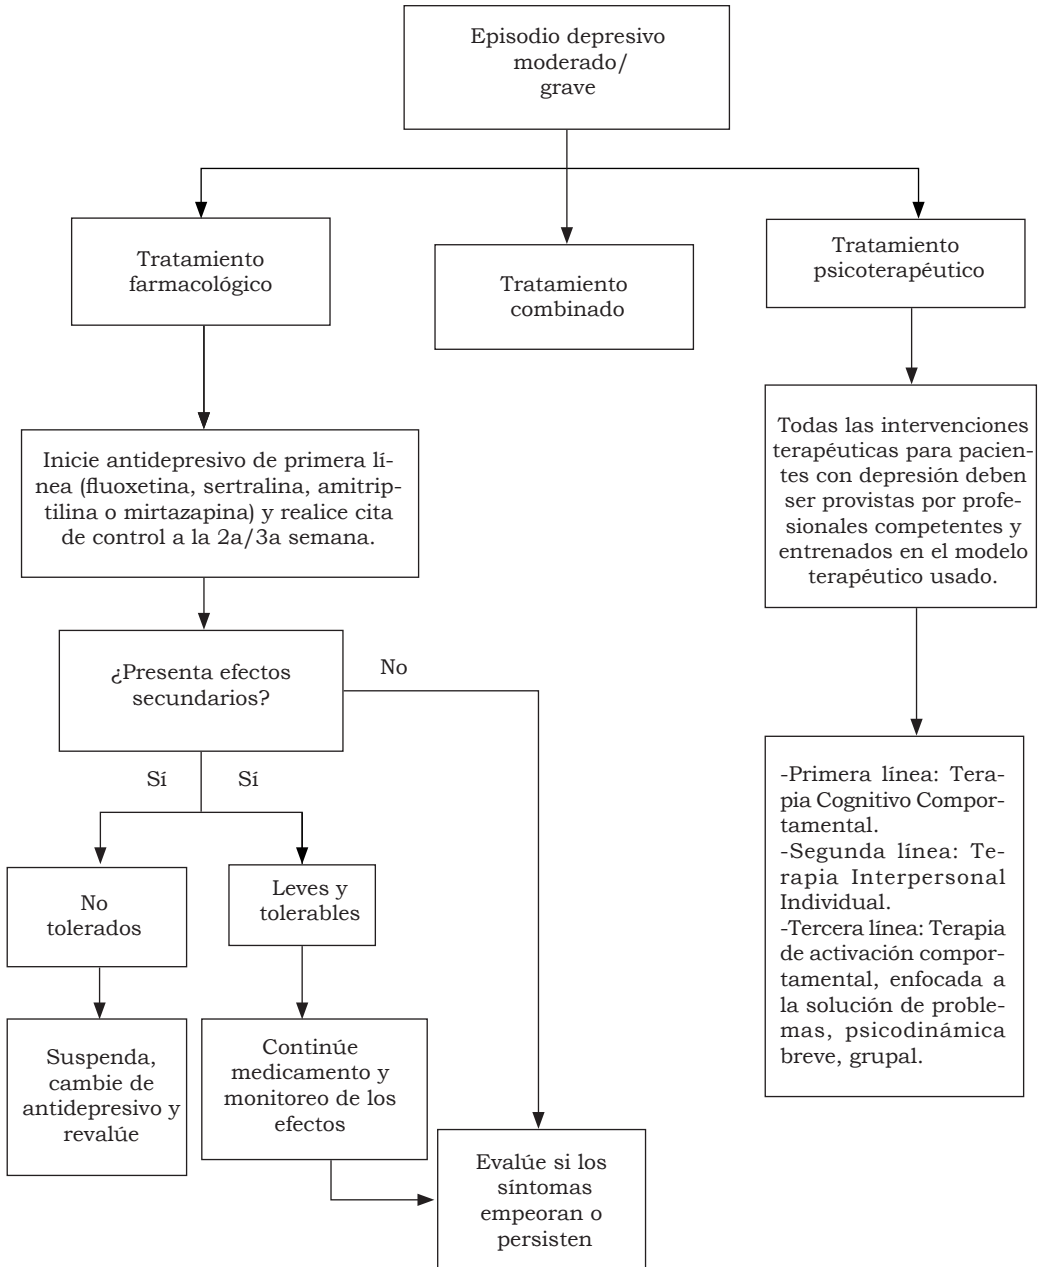 Episodio depresivo
moderado/
grave
Tratamiento
farmacológico
Tratamiento
combinado
Tratamiento
psicoterapéutico
Inicie antidepresivo de primera lí-
nea (fluoxetina, sertralina, amitrip-
tilina o mirtazapina) y realice cita
de control a la 2a/3a semana.
Todas las intervenciones
terapéuticas para pacien-
tes con depresión deben
ser provistas por profe-
sionales competentes y
entrenados en el modelo
terapéutico usado.
¿Presenta efectos
secundarios?
No
Sí
Sí
No
tolerados
Leves y
tolerables
Suspenda,
cambie de
antidepresivo y
revalúe
Continúe
medicamento y
monitoreo de los
efectos
Evalúe si los
síntomas
empeoran o
persisten
-Primera línea: Tera-
pia Cognitivo Compor-
tamental.
-Segunda línea: Te-
rapia Interpersonal
Individual.
-Tercera línea: Terapia
de activación compor-
tamental, enfocada a
la solución de proble-
mas, psicodinámica
breve, grupal.